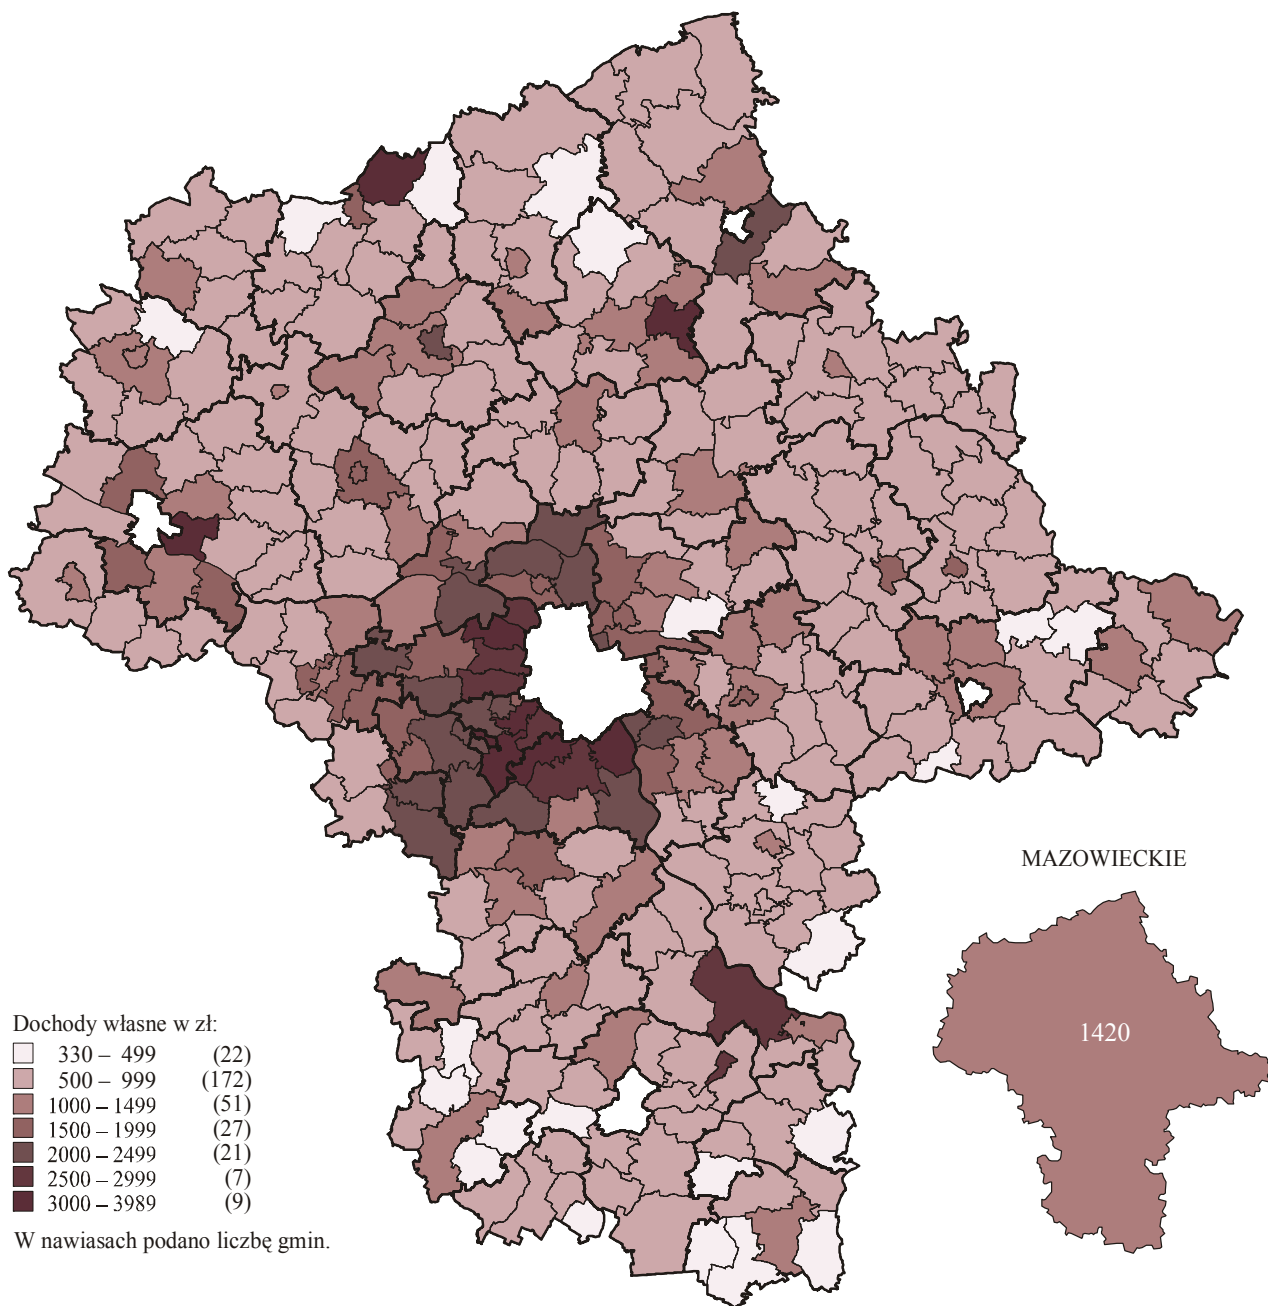 MAZOWIECKIE
1420
Dochody własne w zł:
330 – 499 (22)
500 – 999 (172)
1000 – 1499 (51)
1500 – 1999 (27)
2000 – 2499 (21)
2500 – 2999 (7)
3000 – 3989 (9)
W nawiasach podano liczbę gmin.